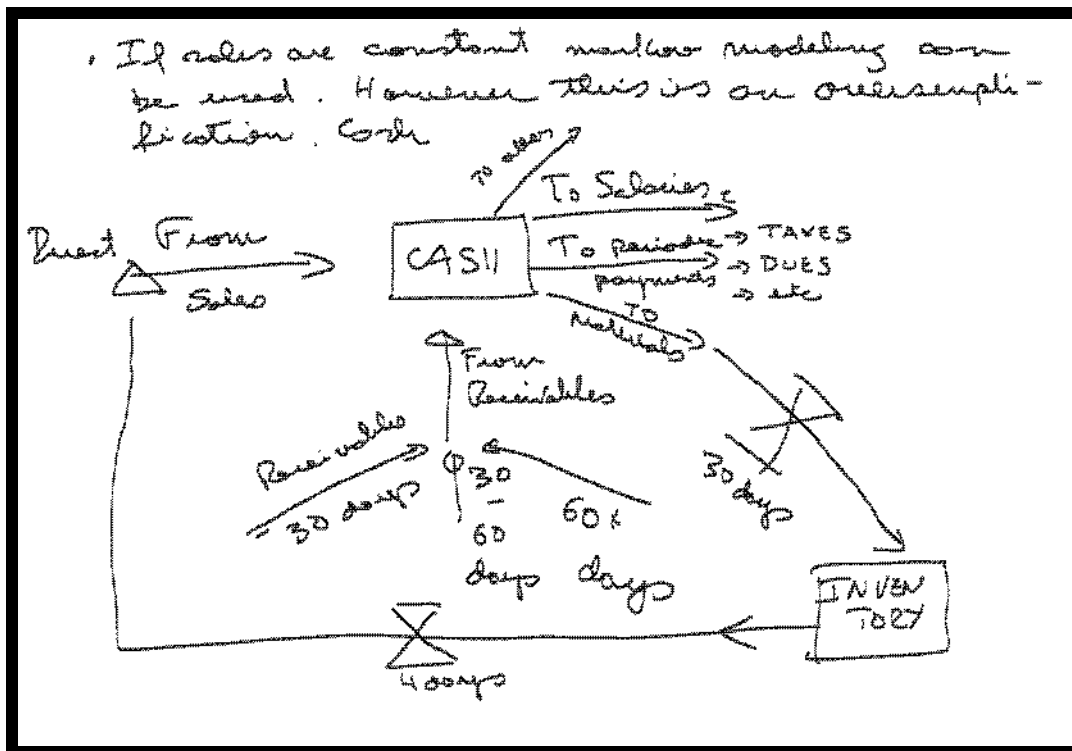 . If sales are constant markov modeling can
be used. However this is an oversimpli-
fication. Cash
To
To Salaries
Direct From
Sales
CASH
To periodic → TAXES
payments → DUES
→ etc
TO
Materials
From
Receivables
Receivables
30 days
30
-
60
days
60
days
30 days
INVEN
TORY
4 days